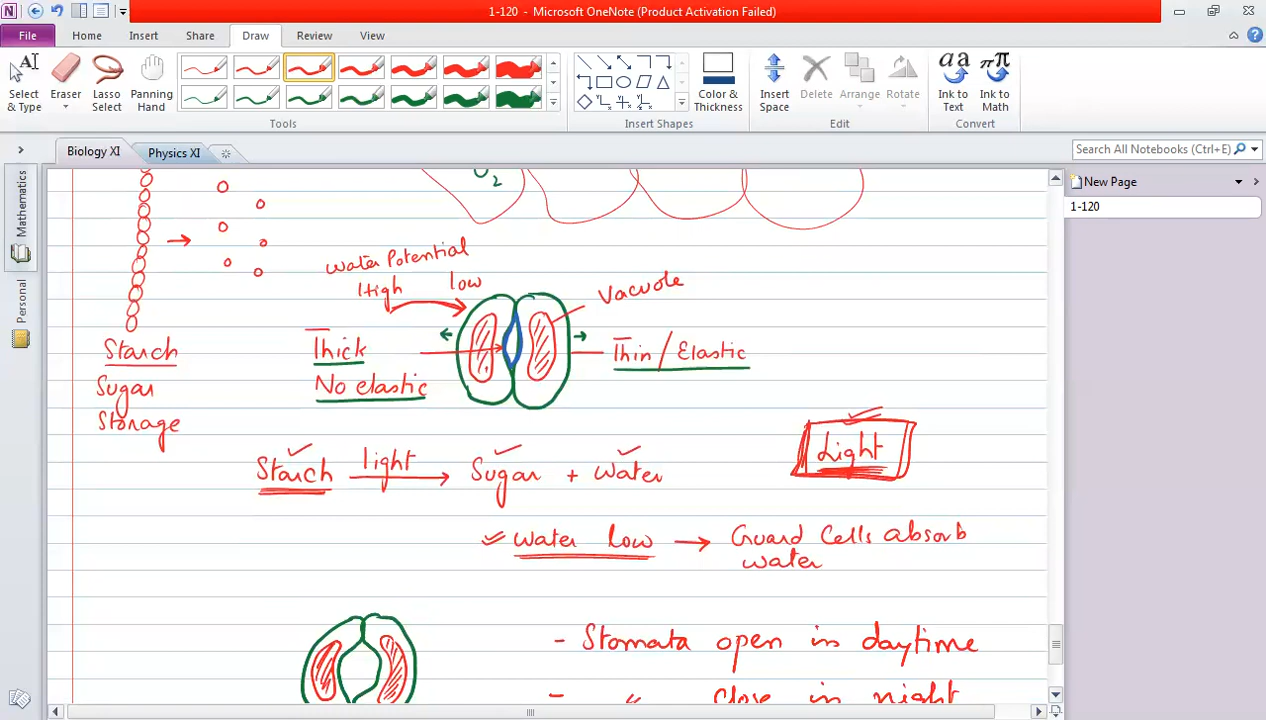 1-120 - Microsoft OneNote (Product Activation Failed)
File Home Insert Share Draw Review View
Select & Type
Eraser
Lasso Select
Panning Hand
Color & Thickness
Insert Space
Delete
Arrange
Rotate
Ink to Text
Ink to Math
Tools Insert Shapes Edit Convert
Biology XI Physics XI
Search All Notebooks (Ctrl+E)
New Page
1-120
Mathematics
Personal
O2
Water Potential
High Low
Vacuole
Thick
No elastic
Thin / Elastic
Starch
Sugar
Storage
Light
Starch light → Sugar + Water
Water low → Guard Cells absorb
water
- Stomata open in daytime
- " close in night